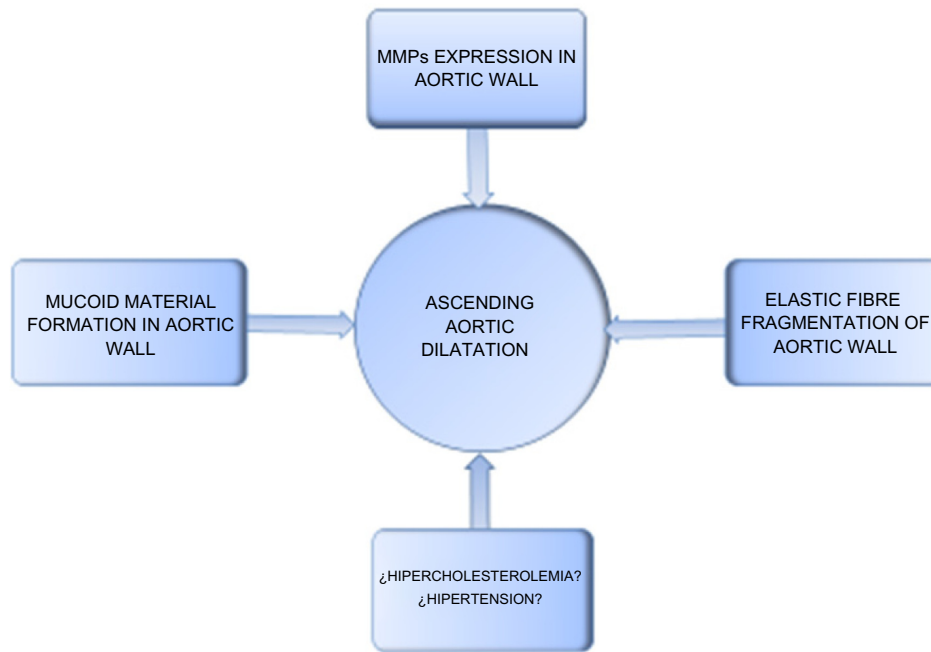 MMPs EXPRESSION IN
AORTIC WALL
MUCOID MATERIAL
FORMATION IN AORTIC
WALL
ASCENDING
AORTIC
DILATATION
ELASTIC FIBRE
FRAGMENTATION OF
AORTIC WALL
¿HIPERCHOLESTEROLEMIA?
¿HIPERTENSION?